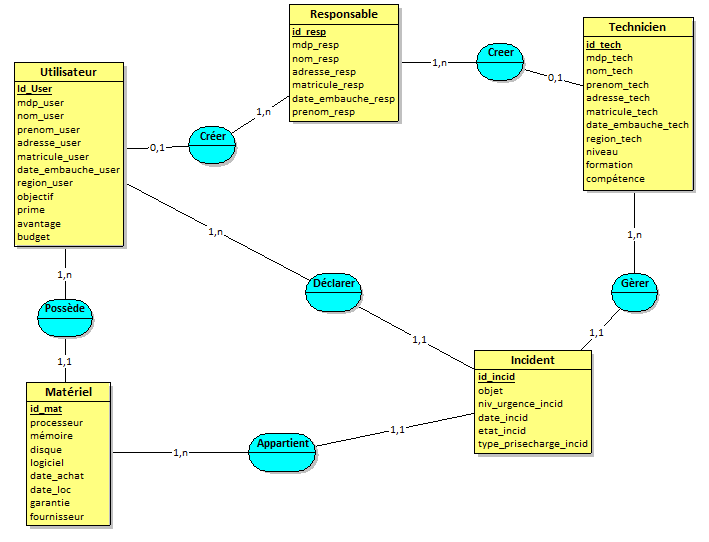 Responsable
id_resp
mdp_resp
nom_resp
adresse_resp
matricule_resp
date_embauche_resp
prenom_resp
1,n
Creer
0,1
Technicien
id_tech
mdp_tech
nom_tech
prenom_tech
adresse_tech
matricule_tech
date_embauche_tech
region_tech
niveau
formation
compétence
Utilisateur
Id_User
mdp_user
nom_user
prenom_user
adresse_user
matricule_user
date_embauche_user
region_user
objectif
prime
avantage
budget
1,n
Créer
0,1
1,n
Déclarer
1,1
1,n
Gèrer
1,1
1,n
Possède
1,1
Incident
id_incid
objet
niv_urgence_incid
date_incid
etat_incid
type_prisecharge_incid
Matériel
id_mat
processeur
mémoire
disque
logiciel
date_achat
date_loc
garantie
fournisseur
1,n
Appartient
1,1